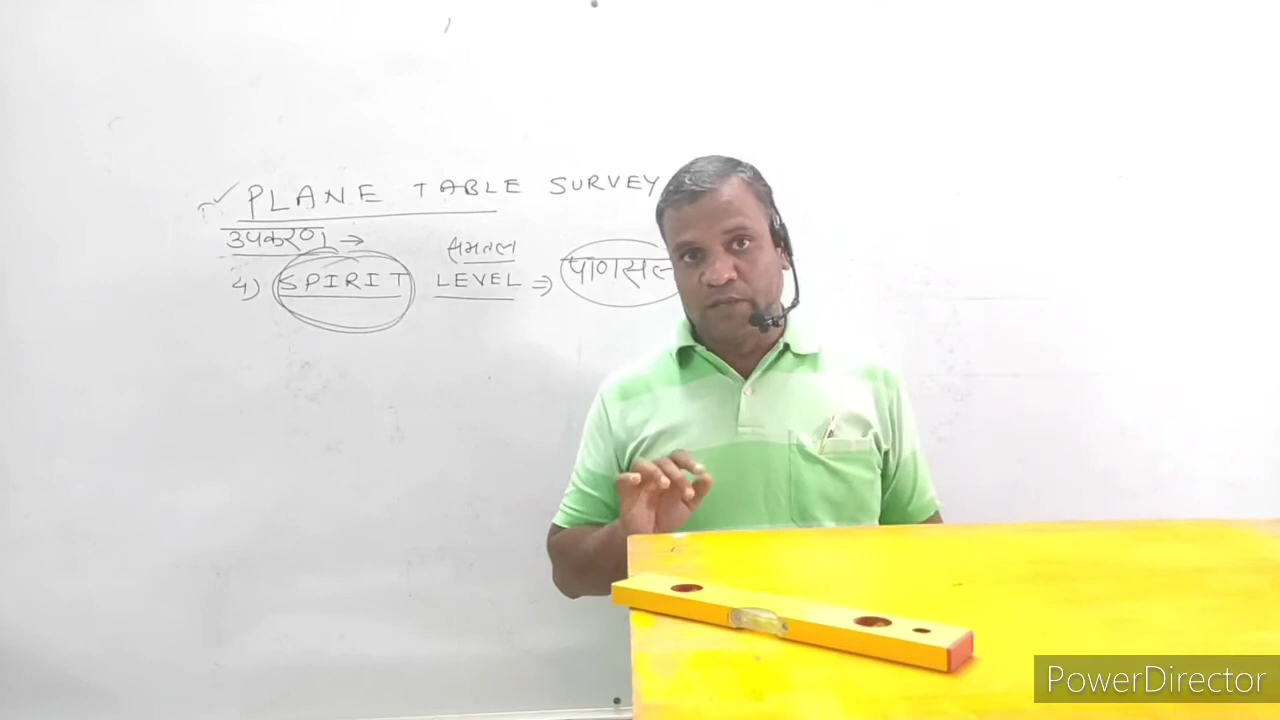 ✓ PLANE TABLE SURVEY
उपकरण →
समतल
4) SPIRIT LEVEL ⇒ पाणसल
PowerDirector